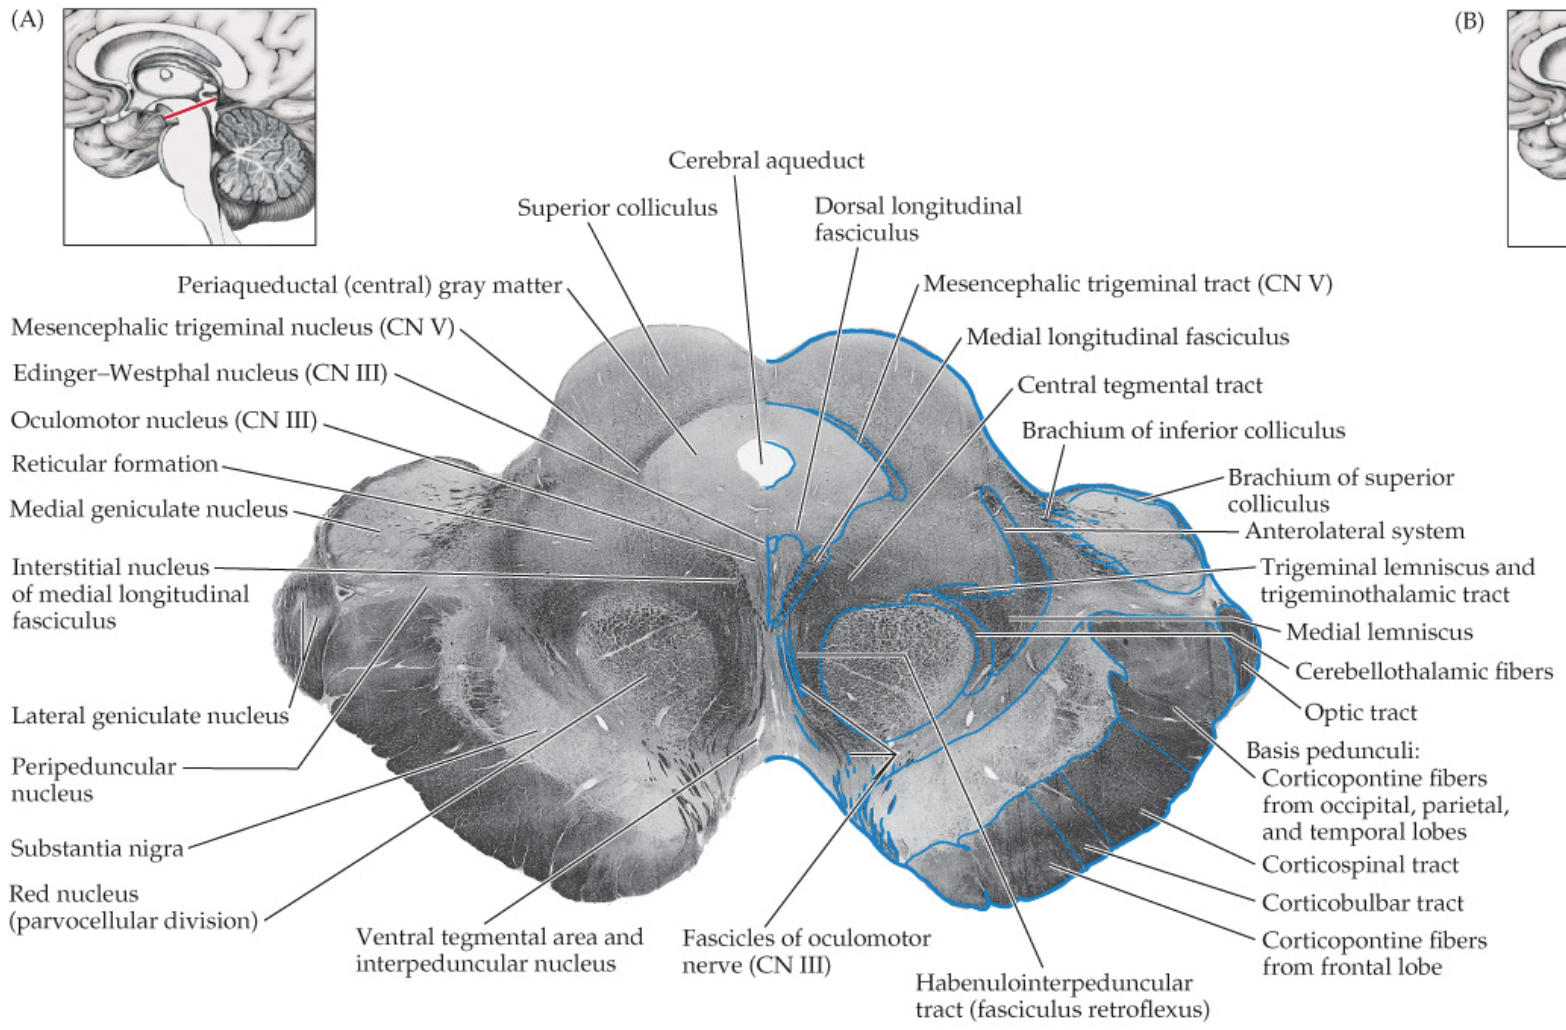 (A)
(B)
Cerebral aqueduct
Superior colliculus
Dorsal longitudinal
fasciculus
Periaqueductal (central) gray matter
Mesencephalic trigeminal nucleus (CN V)
Edinger–Westphal nucleus (CN III)
Oculomotor nucleus (CN III)
Reticular formation
Medial geniculate nucleus
Interstitial nucleus
of medial longitudinal
fasciculus
Lateral geniculate nucleus
Peripeduncular
nucleus
Substantia nigra
Red nucleus
(parvocellular division)
Ventral tegmental area and
interpeduncular nucleus
Fascicles of oculomotor
nerve (CN III)
Habenulointerpeduncular
tract (fasciculus retroflexus)
Mesencephalic trigeminal tract (CN V)
Medial longitudinal fasciculus
Central tegmental tract
Brachium of inferior colliculus
Brachium of superior
colliculus
Anterolateral system
Trigeminal lemniscus and
trigeminothalamic tract
Medial lemniscus
Cerebellothalamic fibers
Optic tract
Basis pedunculi:
Corticopontine fibers
from occipital, parietal,
and temporal lobes
Corticospinal tract
Corticobulbar tract
Corticopontine fibers
from frontal lobe